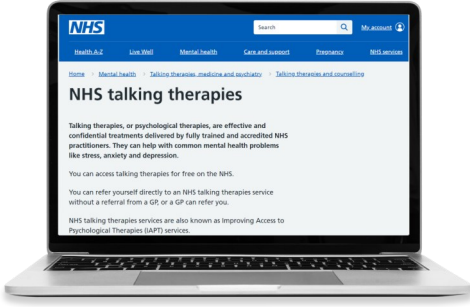 NHS
Search
My account
Health A-Z Live Well Mental health Care and support Pregnancy NHS services
Home Mental health Talking therapies, medicine and psychiatry Talking therapies and counselling
NHS talking therapies
Talking therapies, or psychological therapies, are effective and
confidential treatments delivered by fully trained and accredited NHS
practitioners. They can help with common mental health problems
like stress, anxiety and depression.
You can access talking therapies for free on the NHS.
You can refer yourself directly to an NHS talking therapies service
without a referral from a GP, or a GP can refer you.
NHS talking therapies services are also known as Improving Access to
Psychological Therapies (IAPT) services.